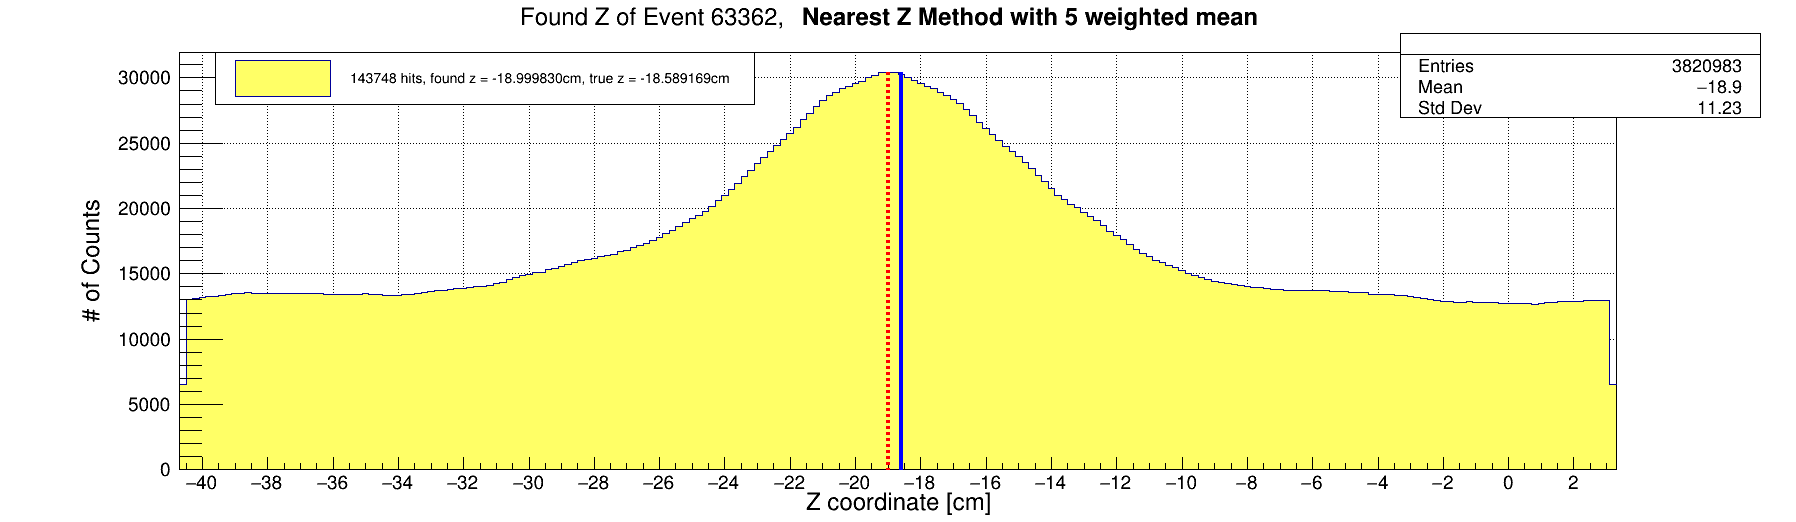 Found Z of Event 63362, Nearest Z Method with 5 weighted mean
143748 hits, found z = -18.999830cm, true z = -18.589169cm
Entries 3820983
Mean −18.9
Std Dev 11.23
# of Counts
30000
25000
20000
15000
10000
5000
0
−40 −38 −36 −34 −32 −30 −28 −26 −24 −22 −20 −18 −16 −14 −12 −10 −8 −6 −4 −2 0 2
Z coordinate [cm]